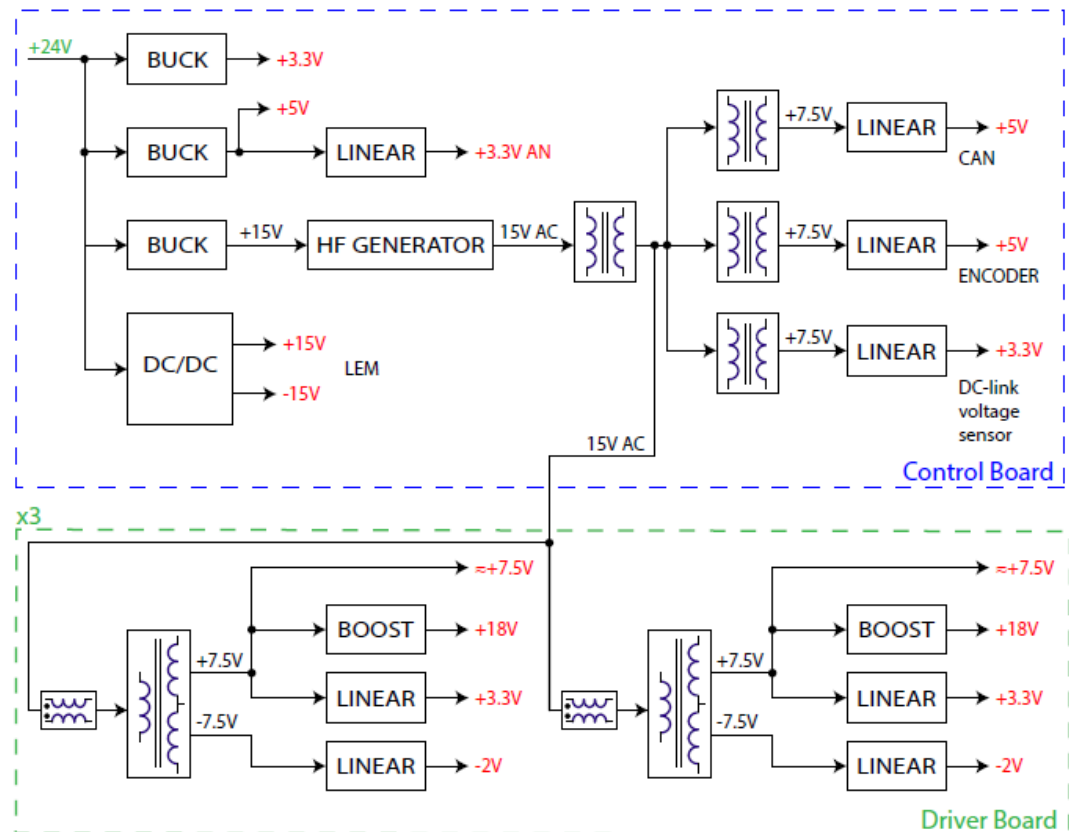 +24V
BUCK
+3.3V
+5V
BUCK
LINEAR
+3.3V AN
BUCK
+15V
HF GENERATOR
15V AC
DC/DC
+15V
-15V
LEM
+7.5V
LINEAR
+5V
CAN
+7.5V
LINEAR
+5V
ENCODER
+7.5V
LINEAR
+3.3V
DC-link
voltage
sensor
15V AC
Control Board
x3
≈+7.5V
BOOST
+18V
+7.5V
LINEAR
+3.3V
-7.5V
LINEAR
-2V
≈+7.5V
BOOST
+18V
+7.5V
LINEAR
+3.3V
-7.5V
LINEAR
-2V
Driver Board